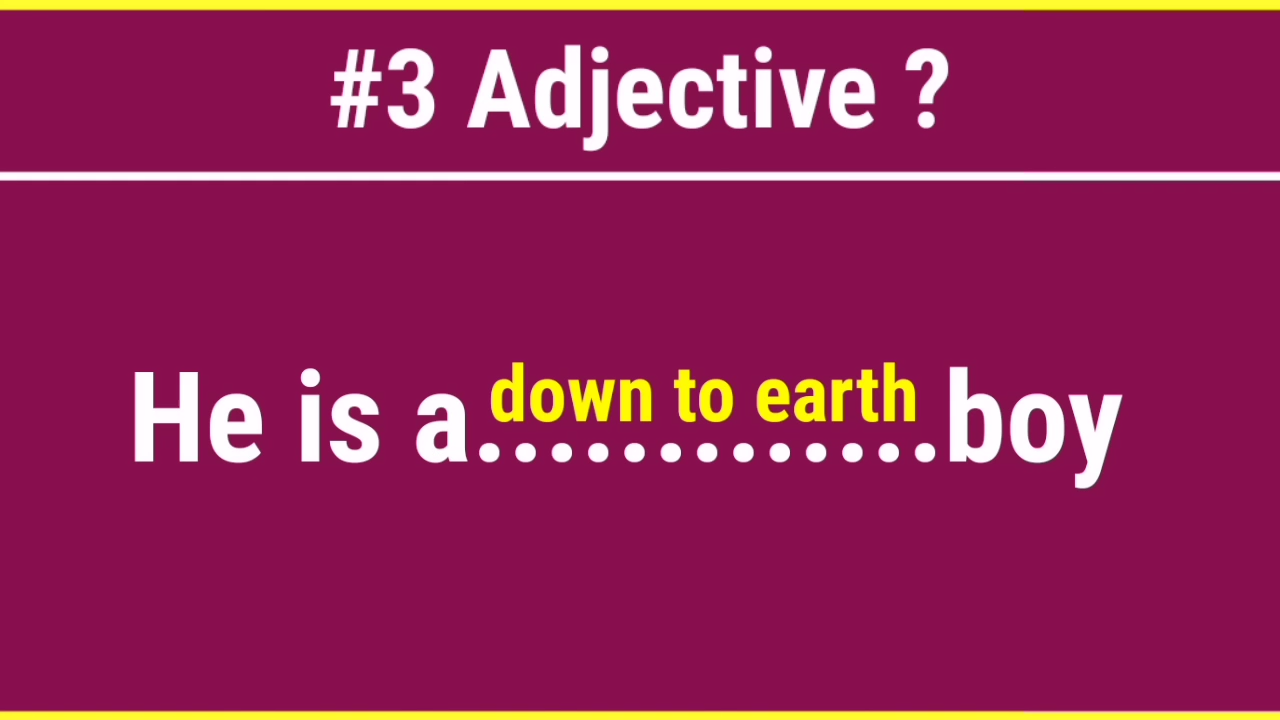 #3 Adjective ?
He is a.............down to earth boy